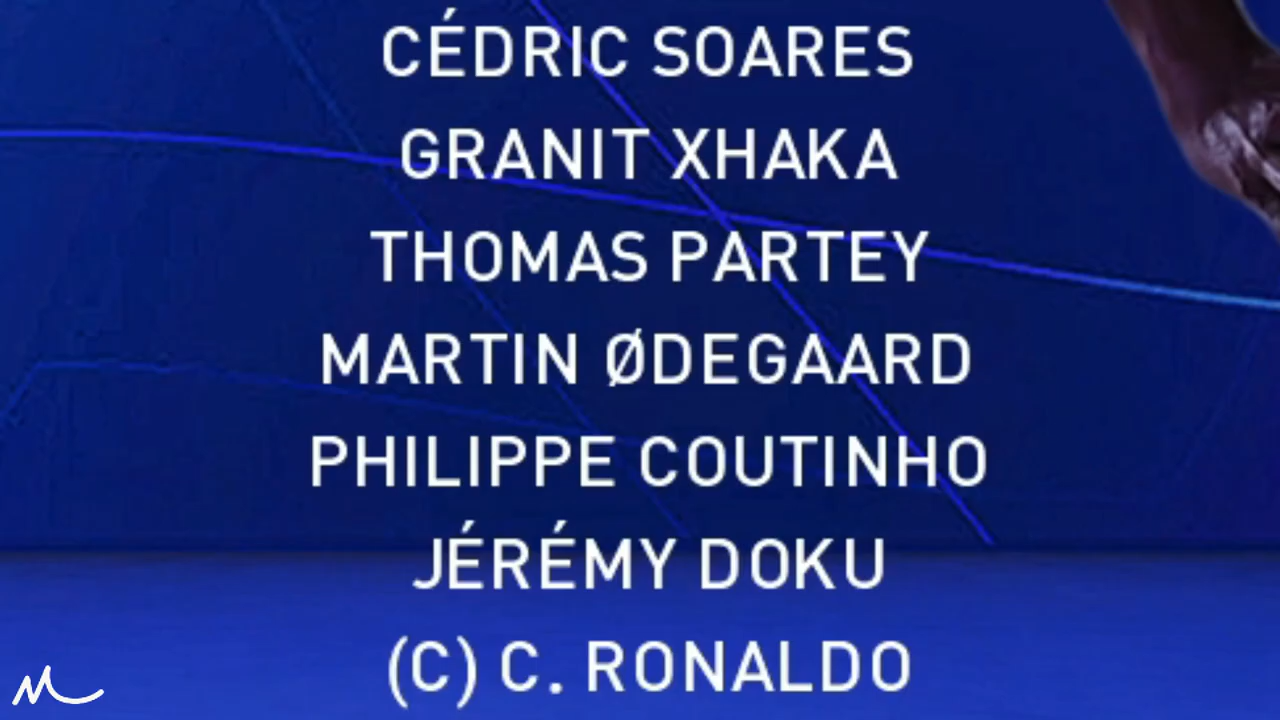 CÉDRIC SOARES
GRANIT XHAKA
THOMAS PARTEY
MARTIN ØDEGAARD
PHILIPPE COUTINHO
JÉRÉMY DOKU
(C) C. RONALDO
M